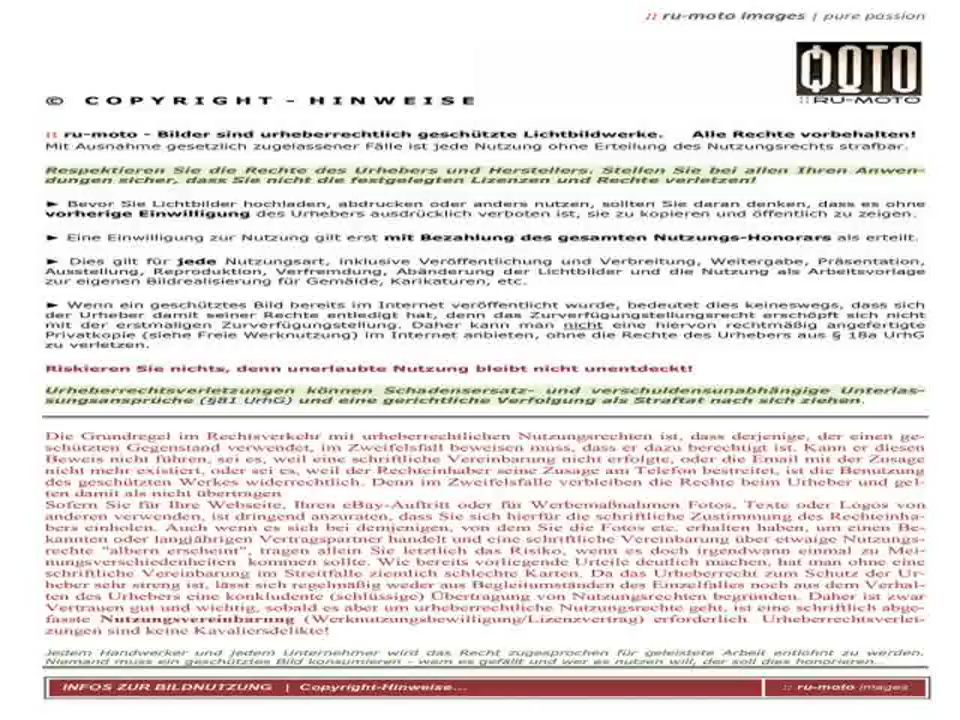 :: ru-moto images | pure passion
ΦΩTO
:: RU-MOTO
© COPYRIGHT - HINWEISE
:: ru-moto - Bilder sind urheberrechtlich geschützte Lichtbildwerke. Alle Rechte vorbehalten!
Mit Ausnahme gesetzlich zugelassener Fälle ist jede Nutzung ohne Erteilung des Nutzungsrechts strafbar.
Respektieren Sie die Rechte des Urhebers und Herstellers. Stellen Sie bei allen Ihren Anwen-
dungen sicher, dass Sie nicht die festgelegten Lizenzen und Rechte verletzen!
► Bevor Sie Lichtbilder hochladen, abdrucken oder anders nutzen, sollten Sie daran denken, dass es ohne
vorherige Einwilligung des Urhebers ausdrücklich verboten ist, sie zu kopieren und öffentlich zu zeigen.
► Eine Einwilligung zur Nutzung gilt erst mit Bezahlung des gesamten Nutzungs-Honorars als erteilt.
► Dies gilt für jede Nutzungsart, inklusive Veröffentlichung und Verbreitung, Weitergabe, Präsentation,
Ausstellung, Reproduktion, Verfremdung, Abänderung der Lichtbilder und die Nutzung als Arbeitsvorlage
zur eigenen Bildrealisierung für Gemälde, Karikaturen, etc.
► Wenn ein geschütztes Bild bereits im Internet veröffentlicht wurde, bedeutet dies keineswegs, dass sich
der Urheber damit seiner Rechte entledigt hat, denn das Zurverfügungstellungsrecht erschöpft sich nicht
mit der erstmaligen Zurverfügungstellung. Daher kann man nicht eine hiervon rechtmäßig angefertigte
Privatkopie (siehe Freie Werknutzung) im Internet anbieten, ohne die Rechte des Urhebers aus § 18a UrhG
zu verletzen.
Riskieren Sie nichts, denn unerlaubte Nutzung bleibt nicht unentdeckt!
Urheberrechtsverletzungen können Schadensersatz- und verschuldensunabhängige Unterlas-
sungsansprüche (§81 UrhG) und eine gerichtliche Verfolgung als Straftat nach sich ziehen.
Die Grundregel im Rechtsverkehr mit urheberrechtlichen Nutzungsrechten ist, dass derjenige, der einen ge-
schützten Gegenstand verwendet, im Zweifelsfall beweisen muss, dass er dazu berechtigt ist. Kann er diesen
Beweis nicht führen, sei es, weil eine schriftliche Vereinbarung nicht erfolgte, oder die Email mit der Zusage
nicht mehr existiert, oder sei es, weil der Rechteinhaber seine Zusage am Telefon bestreitet, ist die Benutzung
des geschützten Werkes widerrechtlich. Denn im Zweifelsfalle verbleiben die Rechte beim Urheber und gel-
ten damit als nicht übertragen
Sofern Sie für Ihre Webseite, Ihren eBay-Auftritt oder für Werbemaßnahmen Fotos, Texte oder Logos von
anderen verwenden, ist dringend anzuraten, dass Sie sich hierfür die schriftliche Zustimmung des Rechteinha-
bers einholen. Auch wenn es sich bei demjenigen, von dem Sie die Fotos etc. erhalten haben, um einen Be-
kannten oder langjährigen Vertragspartner handelt und eine schriftliche Vereinbarung über etwaige Nutzungs-
rechte "albern erscheint", tragen allein Sie letztlich das Risiko, wenn es doch irgendwann einmal zu Mei-
nungsverschiedenheiten kommen sollte. Wie bereits vorliegende Urteile deutlich machen, hat man ohne eine
schriftliche Vereinbarung im Streitfalle ziemlich schlechte Karten. Da das Urheberrecht zum Schutz der Ur-
heber sehr streng ist, lässt sich regelmäßig weder aus Begleitumständen des Einzelfalles noch aus dem Verhal-
ten des Urhebers eine konkludente (schlüssige) Übertragung von Nutzungsrechten begründen. Daher ist zwar
Vertrauen gut und wichtig, sobald es aber um urheberrechtliche Nutzungsrechte geht, ist eine schriftlich abge-
fasste Nutzungsvereinbarung (Werknutzungsbewilligung/Lizenzvertrag) erforderlich. Urheberrechtsverlet-
zungen sind keine Kavaliersdelikte!
Jedem Handwerker und jedem Unternehmer wird das Recht zugesprochen für geleistete Arbeit entlohnt zu werden.
Niemand muss ein geschütztes Bild konsumieren - wem es gefällt und wer es nutzen will, der soll dies honorieren.
INFOS ZUR BILDNUTZUNG | Copyright-Hinweise...
:: ru-moto images